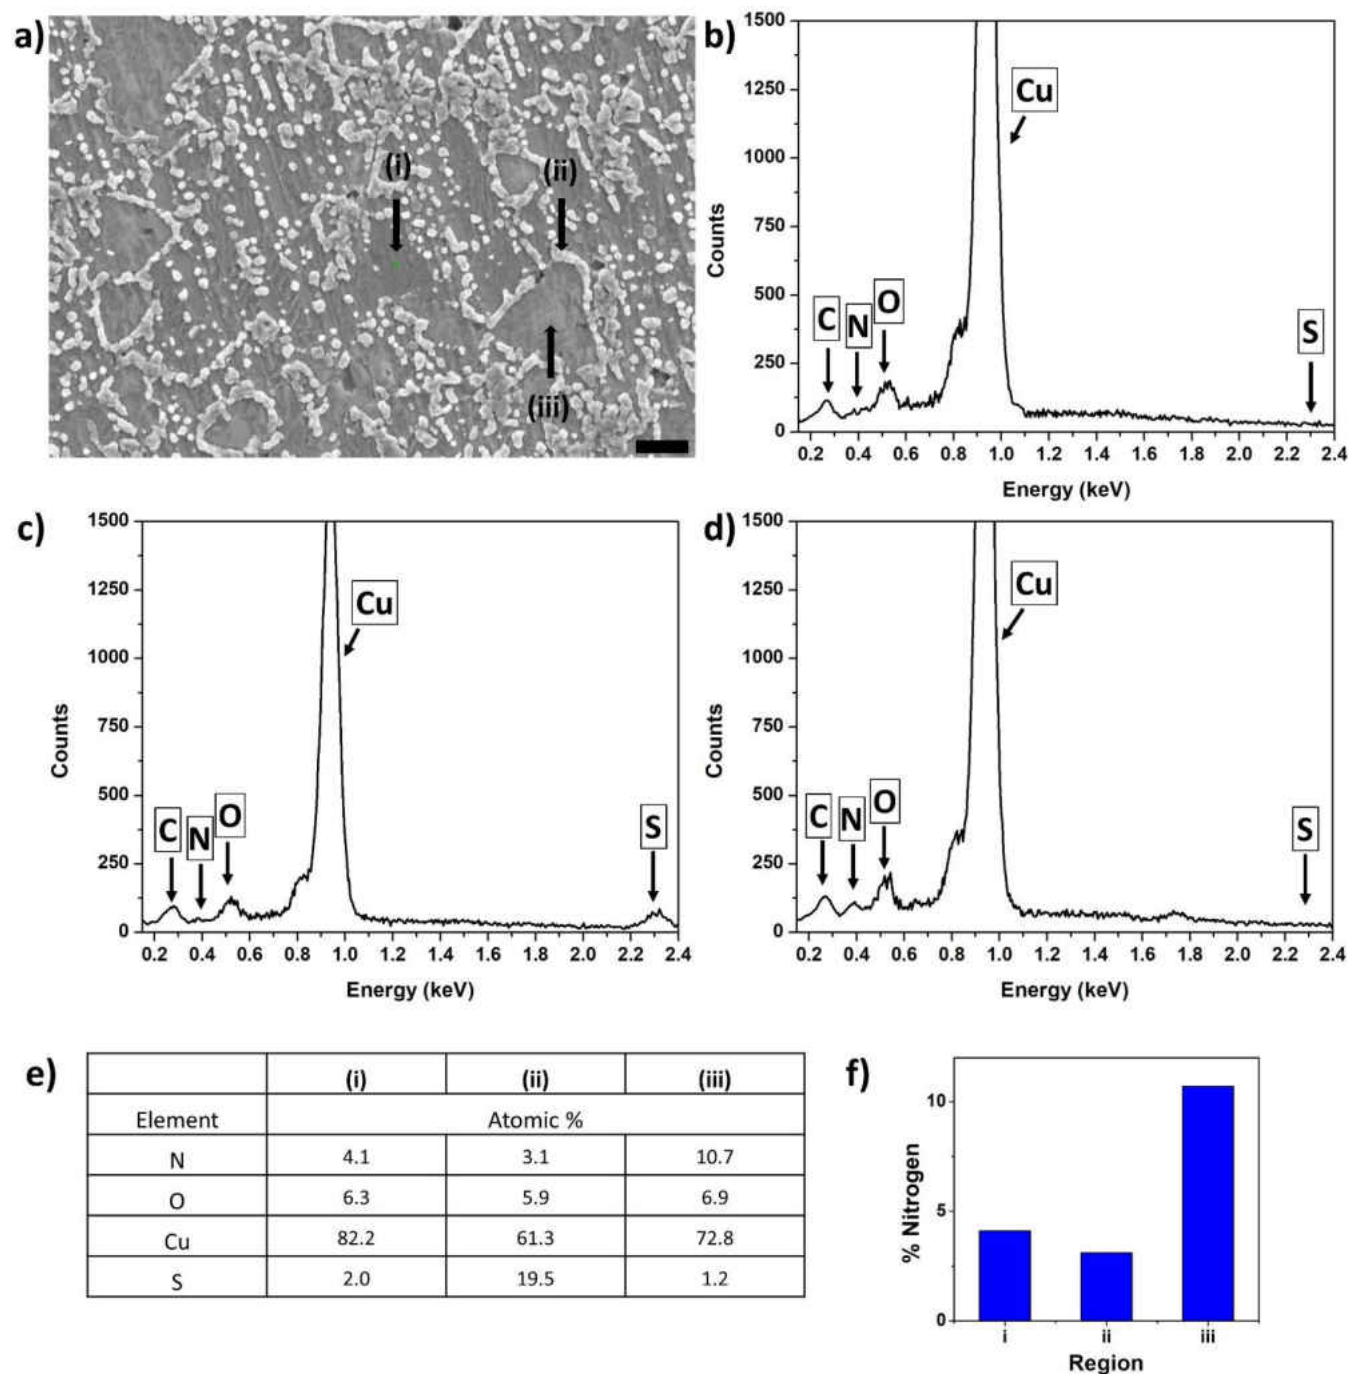 a)
(i)
(ii)
(iii)
b)
1500
1250
1000
750
500
250
0
Counts
Cu
C
N
O
S
0.2 0.4 0.6 0.8 1.0 1.2 1.4 1.6 1.8 2.0 2.2 2.4
Energy (keV)
c)
1500
1250
1000
750
500
250
0
Counts
Cu
C
N
O
S
0.2 0.4 0.6 0.8 1.0 1.2 1.4 1.6 1.8 2.0 2.2 2.4
Energy (keV)
d)
1500
1250
1000
750
500
250
0
Counts
Cu
C
N
O
S
0.2 0.4 0.6 0.8 1.0 1.2 1.4 1.6 1.8 2.0 2.2 2.4
Energy (keV)
e)
(i) (ii) (iii)
Element Atomic %
N 4.1 3.1 10.7
O 6.3 5.9 6.9
Cu 82.2 61.3 72.8
S 2.0 19.5 1.2
f)
10
5
0
% Nitrogen
i ii iii
Region